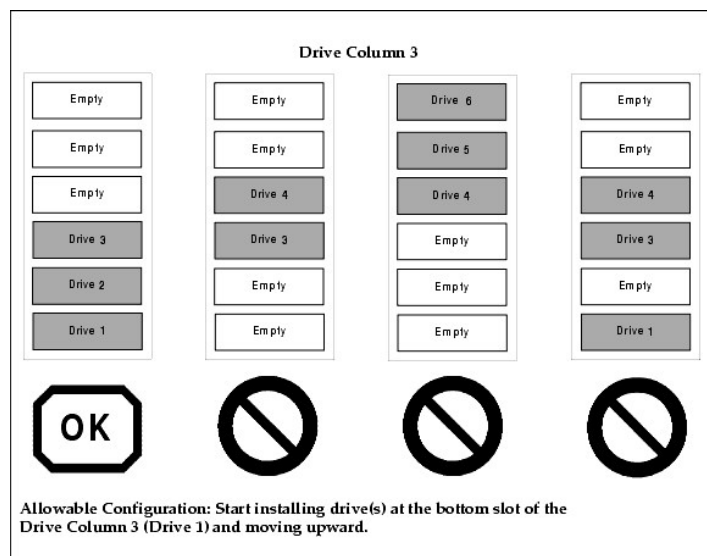 Drive Column 3
Empty
Empty
Empty
Drive 3
Drive 2
Drive 1
OK
Empty
Empty
Drive 4
Drive 3
Empty
Empty
Drive 6
Drive 5
Drive 4
Empty
Empty
Empty
Empty
Empty
Drive 4
Drive 3
Empty
Drive 1
Allowable Configuration: Start installing drive(s) at the bottom slot of the
Drive Column 3 (Drive 1) and moving upward.